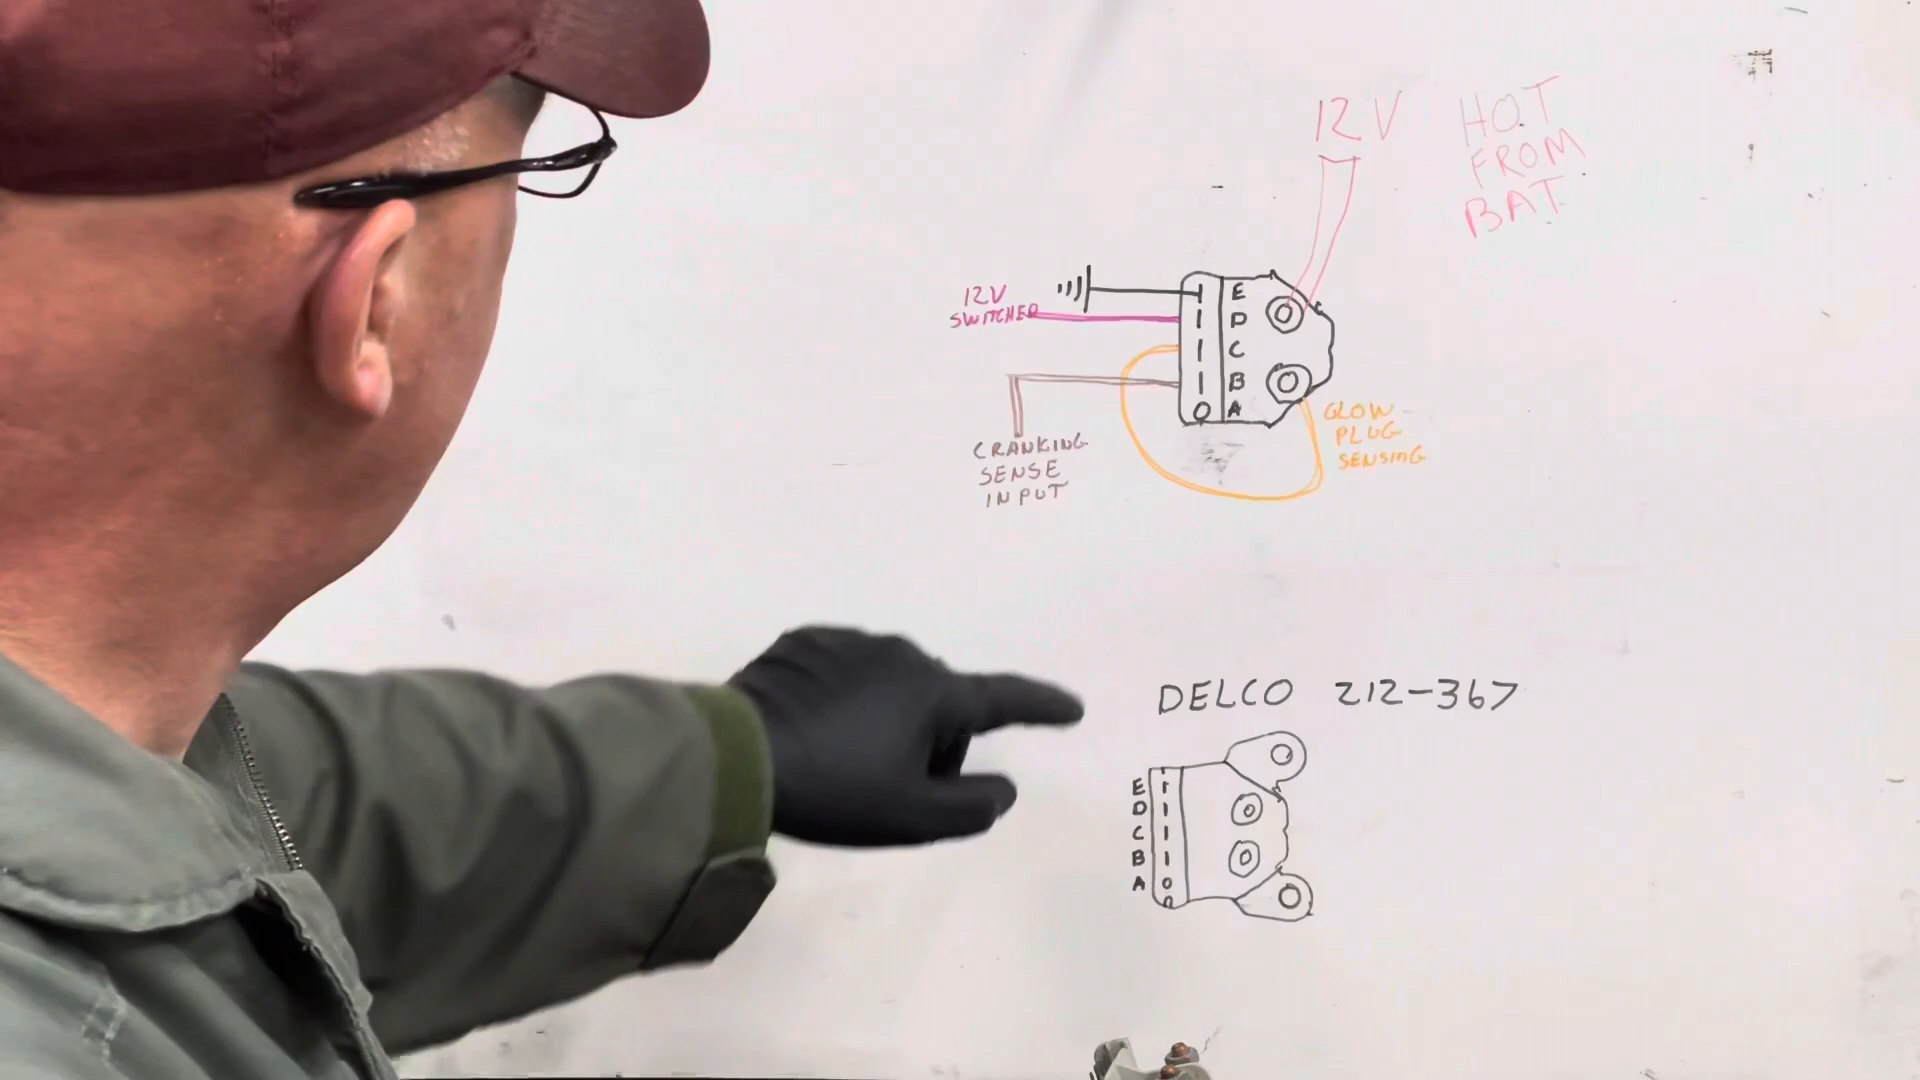 12V
HOT
FROM
BAT
12V
SWITCHED
E
D
C
B
A
CRANKING
SENSE
INPUT
GLOW
PLUG
SENSING
DELCO 212-367
E
D
C
B
A